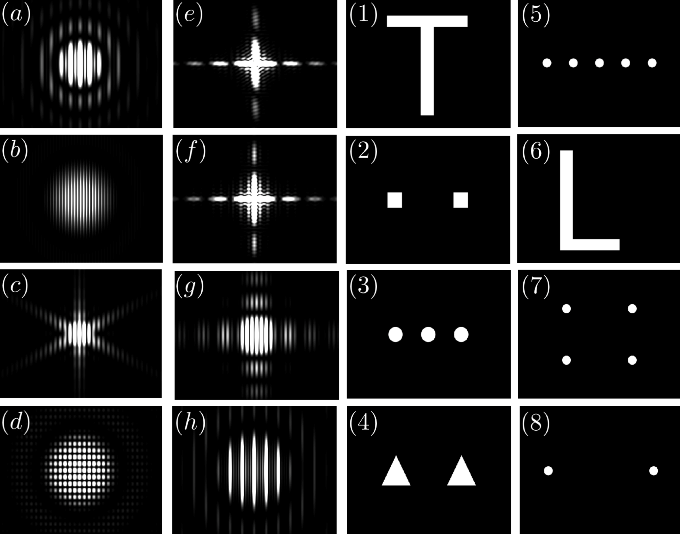 (a) (e) (1) (5)
(b) (f) (2) (6)
(c) (g) (3) (7)
(d) (h) (4) (8)
T
L